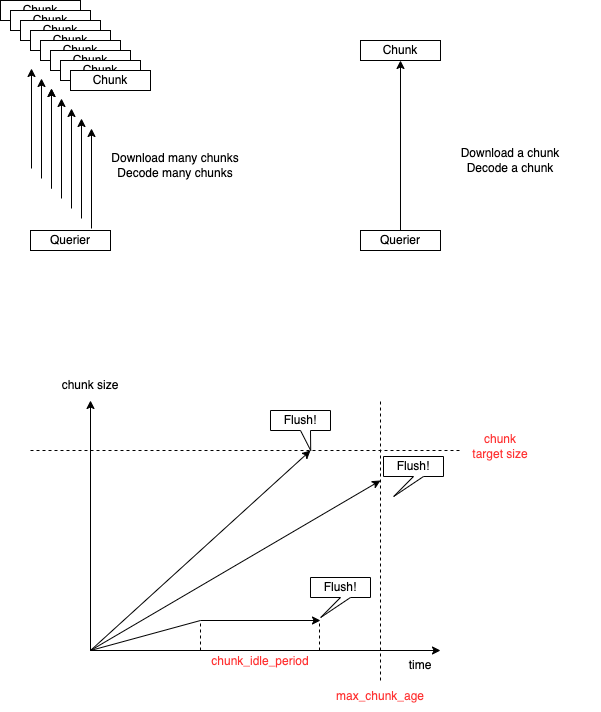 Chunk
Chunk
Chunk
Chunk
Chunk
Chunk
Chunk
Chunk
Download many chunks
Decode many chunks
Querier
Chunk
Download a chunk
Decode a chunk
Querier
chunk size
Flush!
chunk
target size
Flush!
Flush!
chunk_idle_period
time
max_chunk_age